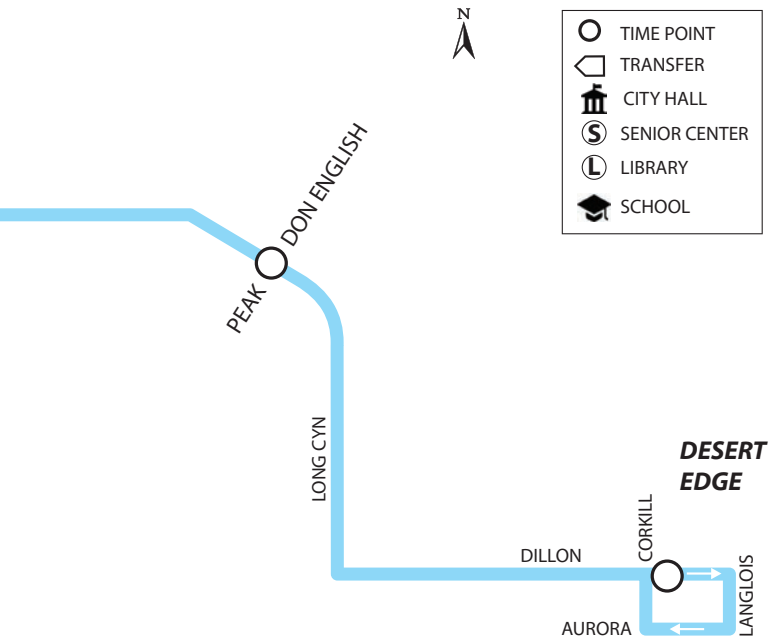 N
TIME POINT
TRANSFER
CITY HALL
S SENIOR CENTER
L LIBRARY
SCHOOL
DON ENGLISH
PEAK
LONG CYN
DESERT
EDGE
CORKILL
DILLON
LANGLOIS
AURORA